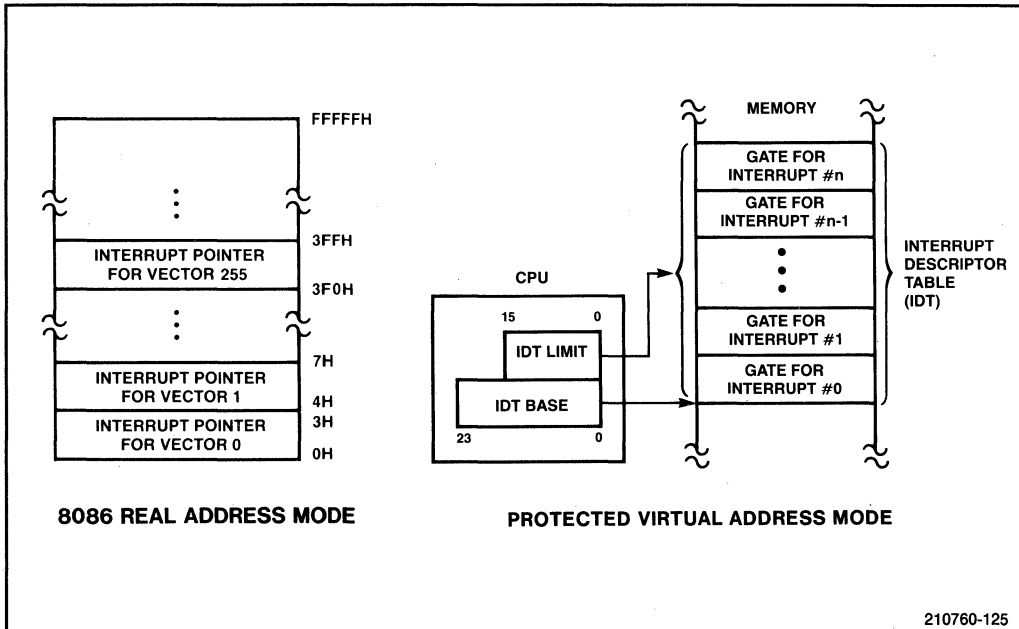 FFFFFH
3FFH
INTERRUPT POINTER
FOR VECTOR 255
3F0H
7H
INTERRUPT POINTER
FOR VECTOR 1
4H
3H
INTERRUPT POINTER
FOR VECTOR 0
0H
8086 REAL ADDRESS MODE
MEMORY
GATE FOR
INTERRUPT #n
GATE FOR
INTERRUPT #n-1
INTERRUPT
DESCRIPTOR
TABLE
(IDT)
CPU
15 0
IDT LIMIT
IDT BASE
23 0
GATE FOR
INTERRUPT #1
GATE FOR
INTERRUPT #0
PROTECTED VIRTUAL ADDRESS MODE
210760-125